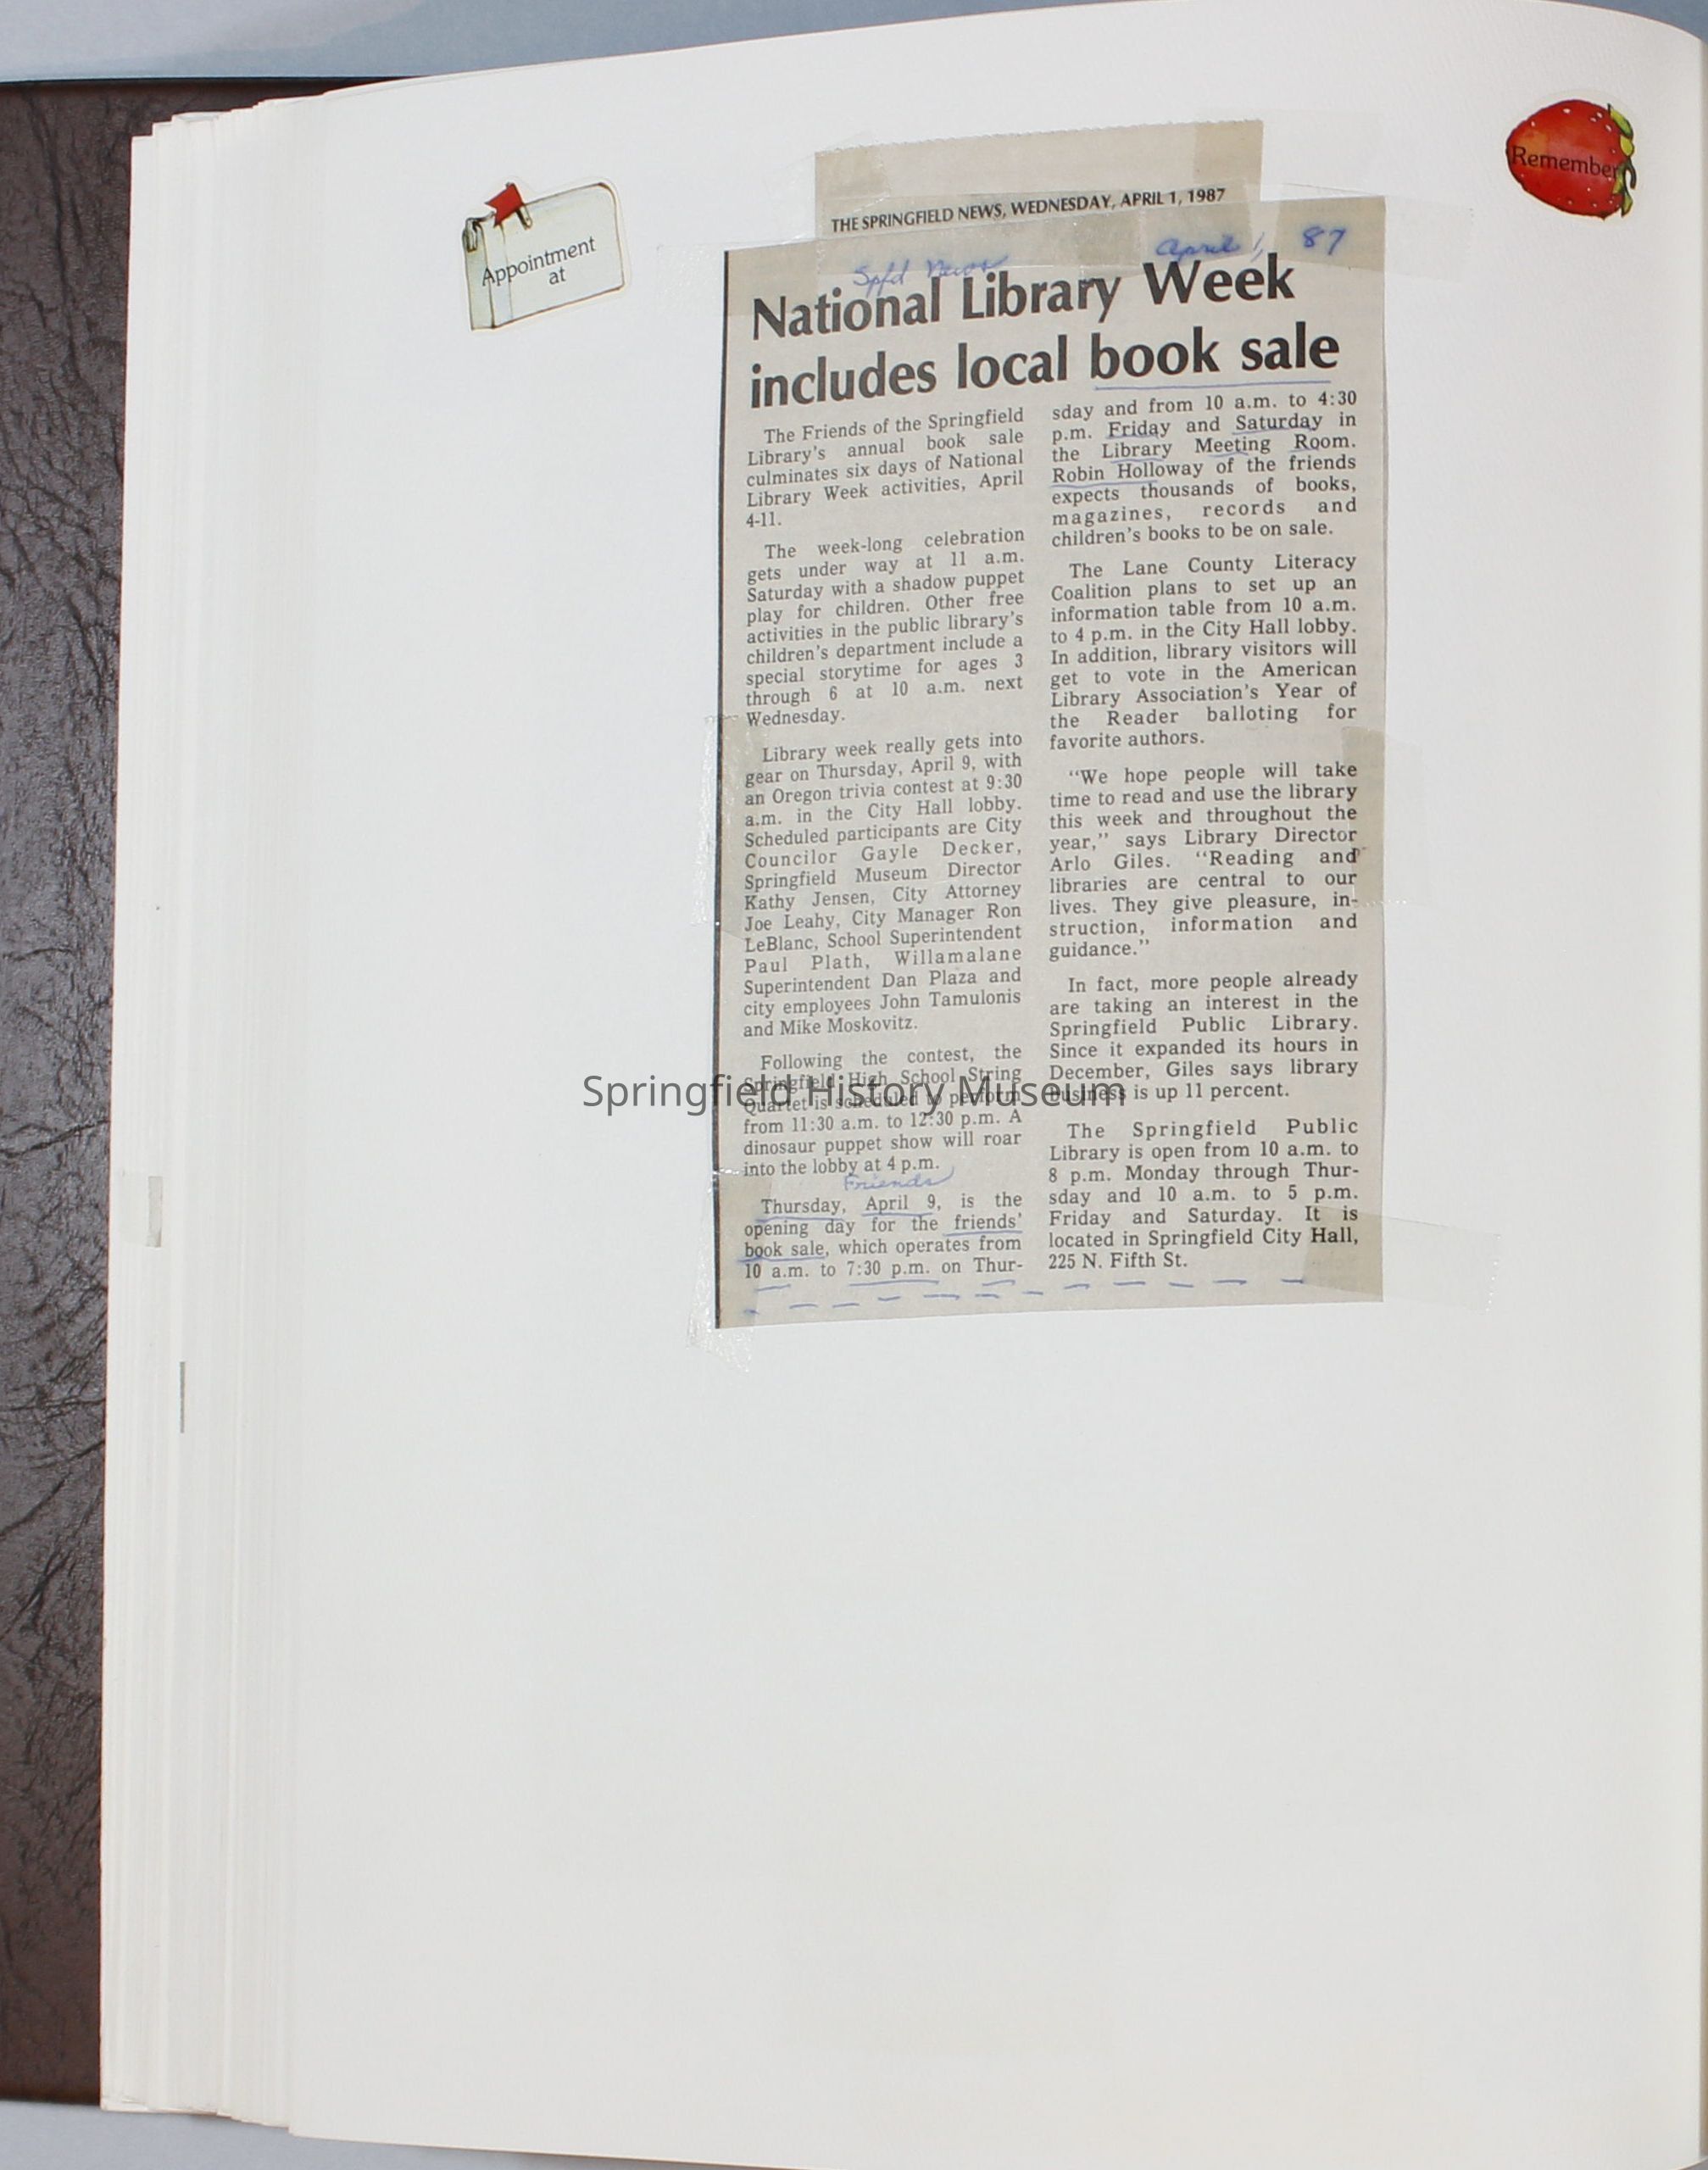 Remember
Appointment
at
THE SPRINGFIELD NEWS, WEDNESDAY, APRIL 1, 1987
Spfd News April 1, 87
National Library Week
includes local book sale
The Friends of the Springfield
Library's annual book sale
culminates six days of National
Library Week activities, April
4-11.
The week-long celebration
gets under way at 11 a.m.
Saturday with a shadow puppet
play for children. Other free
activities in the public library's
children's department include a
special storytime for ages 3
through 6 at 10 a.m. next
Wednesday.
Library week really gets into
gear on Thursday, April 9, with
an Oregon trivia contest at 9:30
a.m. in the City Hall lobby.
Scheduled participants are City
Councilor Gayle Decker,
Springfield Museum Director
Kathy Jensen, City Attorney
Joe Leahy, City Manager Ron
LeBlanc, School Superintendent
Paul Plath, Willamalane
Superintendent Dan Plaza and
city employees John Tamulonis
and Mike Moskovitz.
Following the contest, the
Springfield High School String
Quartet is scheduled to perform
from 11:30 a.m. to 12:30 p.m. A
dinosaur puppet show will roar
into the lobby at 4 p.m.
Friends
Thursday, April 9, is the
opening day for the friends'
book sale, which operates from
10 a.m. to 7:30 p.m. on Thur-
sday and from 10 a.m. to 4:30
p.m. Friday and Saturday in
the Library Meeting Room.
Robin Holloway of the friends
expects thousands of books,
magazines, records and
children's books to be on sale.
The Lane County Literacy
Coalition plans to set up an
information table from 10 a.m.
to 4 p.m. in the City Hall lobby.
In addition, library visitors will
get to vote in the American
Library Association's Year of
the Reader balloting for
favorite authors.
"We hope people will take
time to read and use the library
this week and throughout the
year," says Library Director
Arlo Giles. "Reading and
libraries are central to our
lives. They give pleasure, in-
struction, information and
guidance."
In fact, more people already
are taking an interest in the
Springfield Public Library.
Since it expanded its hours in
December, Giles says library
business is up 11 percent.
The Springfield Public
Library is open from 10 a.m. to
8 p.m. Monday through Thur-
sday and 10 a.m. to 5 p.m.
Friday and Saturday. It is
located in Springfield City Hall,
225 N. Fifth St.
Springfield History Museum